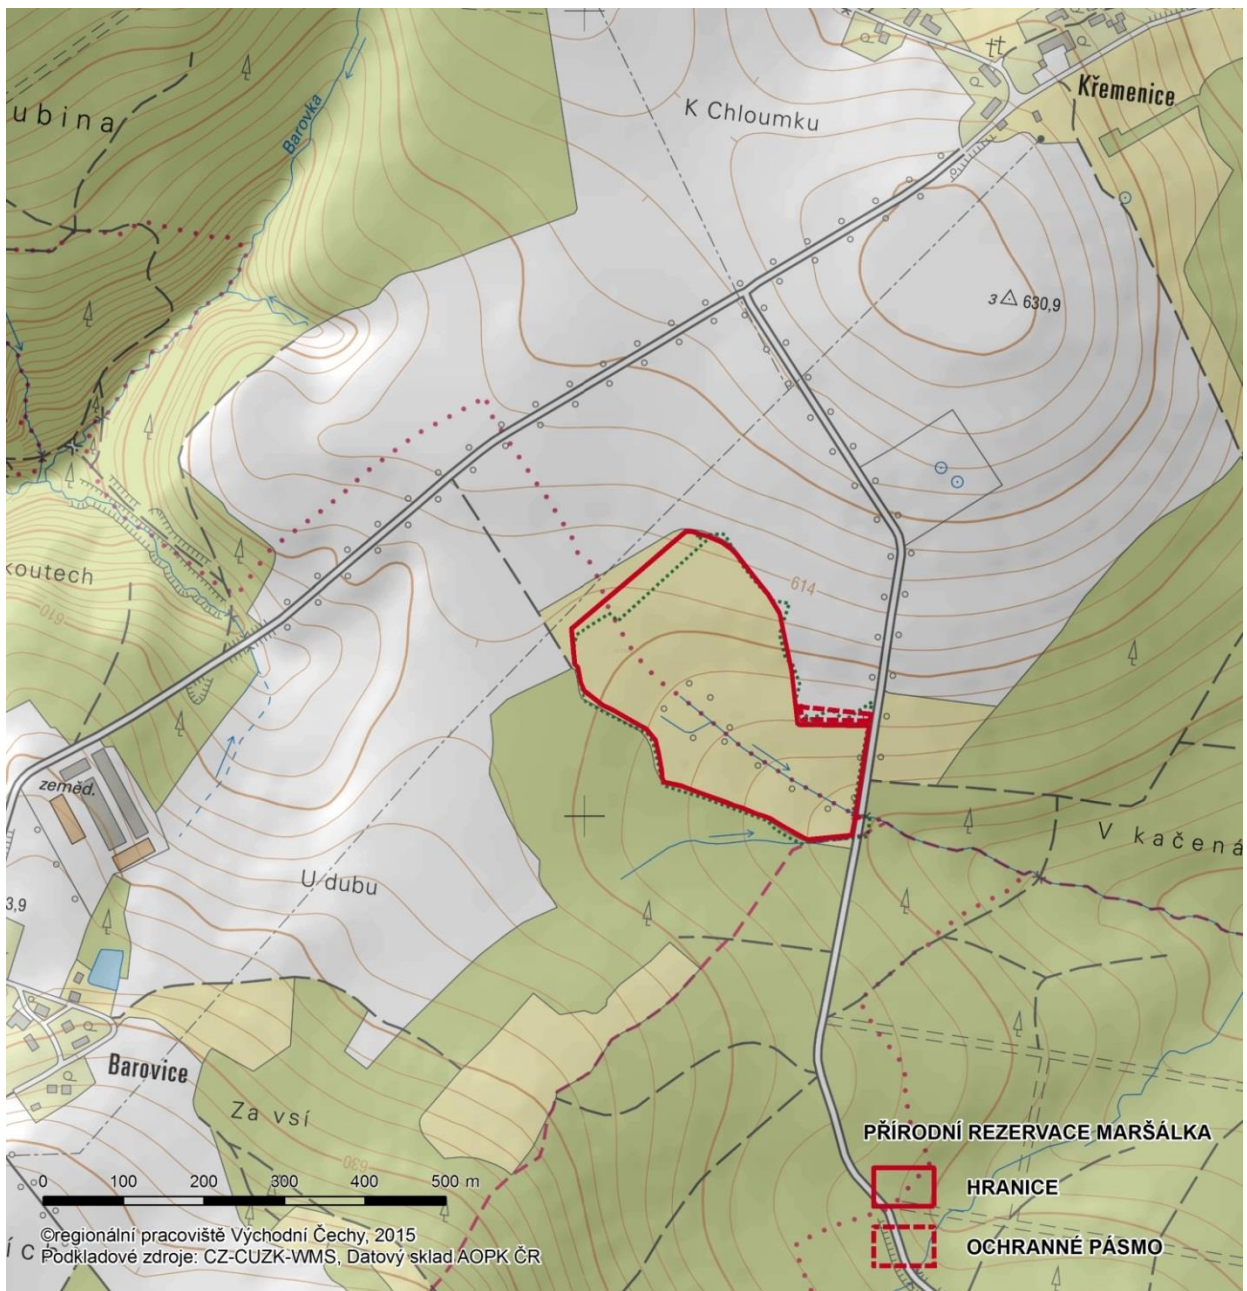 ubina
Barovka
K Chloumku
Křemenice
3 630,9
614
koutech
610
zeměd.
V kačená
U dubu
3,9
Barovice
Za vsí
630
PŘÍRODNÍ REZERVACE MARŠÁLKA
HRANICE
OCHRANNÉ PÁSMO
0 100 200 300 400 500 m
©regionální pracoviště Východní Čechy, 2015
Podkladové zdroje: CZ-CUZK-WMS, Datový sklad AOPK ČR